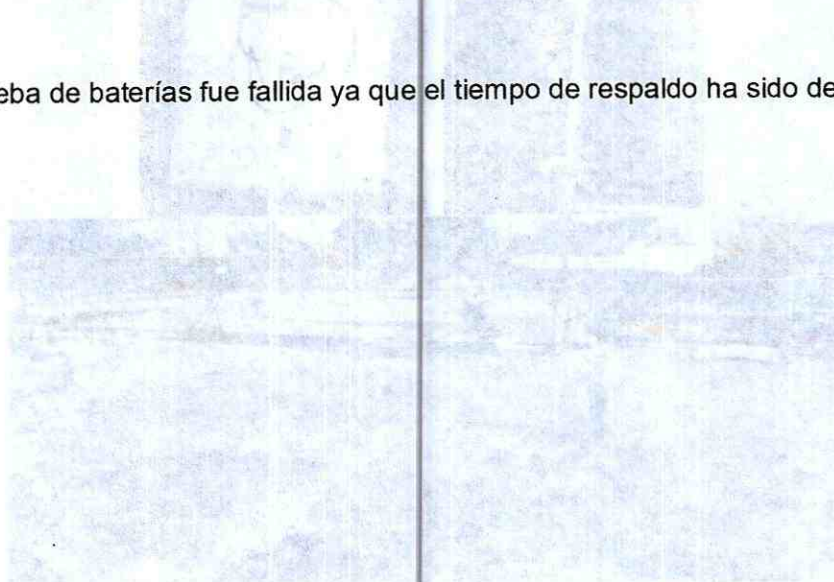 eba de baterías fue fallida ya que el tiempo de respaldo ha sido de